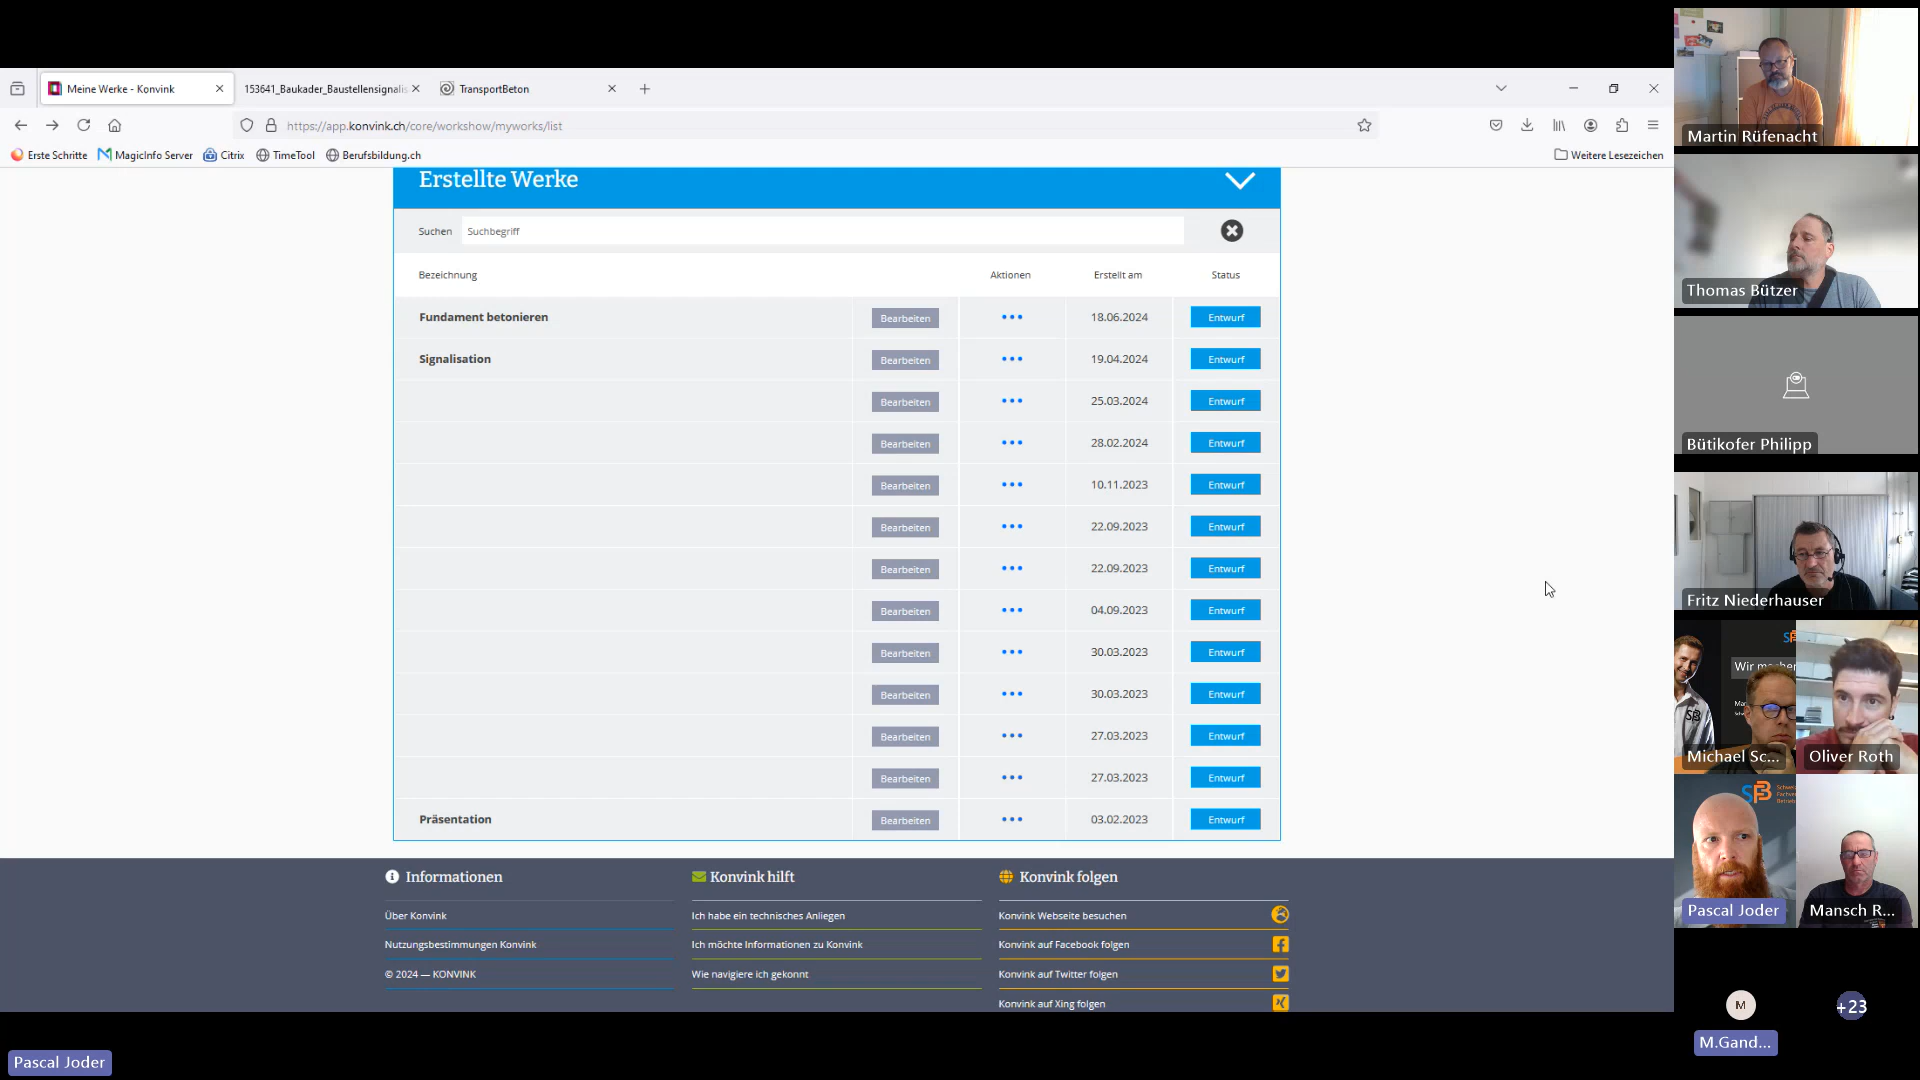 Meine Werke - Konvink
153641_Baukader_Baustellensignalis
TransportBeton
https://app.konvink.ch/core/workshow/myworks/list
Erste Schritte
MagicInfo Server
Citrix
TimeTool
Berufsbildung.ch
Weitere Lesezeichen
Erstellte Werke
Suchen
Suchbegriff
Bezeichnung
Aktionen
Erstellt am
Status
Fundament betonieren Bearbeiten 18.06.2024 Entwurf
Signalisation Bearbeiten 19.04.2024 Entwurf
Bearbeiten 25.03.2024 Entwurf
Bearbeiten 28.02.2024 Entwurf
Bearbeiten 10.11.2023 Entwurf
Bearbeiten 22.09.2023 Entwurf
Bearbeiten 22.09.2023 Entwurf
Bearbeiten 04.09.2023 Entwurf
Bearbeiten 30.03.2023 Entwurf
Bearbeiten 30.03.2023 Entwurf
Bearbeiten 27.03.2023 Entwurf
Bearbeiten 27.03.2023 Entwurf
Präsentation Bearbeiten 03.02.2023 Entwurf
Informationen
Über Konvink
Nutzungsbestimmungen Konvink
© 2024 — KONVINK
Konvink hilft
Ich habe ein technisches Anliegen
Ich möchte Informationen zu Konvink
Wie navigiere ich gekonnt
Konvink folgen
Konvink Webseite besuchen
Konvink auf Facebook folgen
Konvink auf Twitter folgen
Konvink auf Xing folgen
Martin Rüfenacht
Thomas Bützer
Bütikofer Philipp
Fritz Niederhauser
Wir
Michael Sc...
Oliver Roth
Pascal Joder
Mansch R...
M
+23
M.Gand...
Pascal Joder